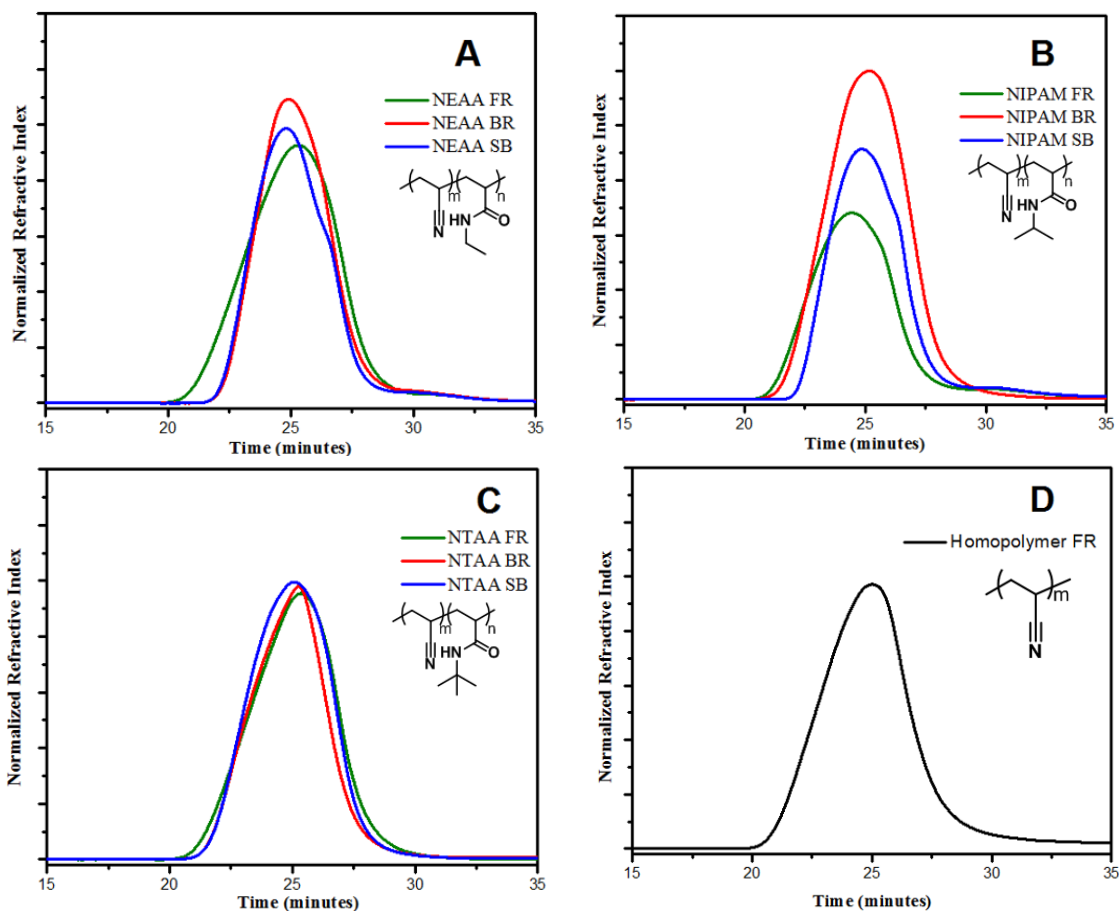 A
NEAA FR
NEAA BR
NEAA SB
m
n
N
HN
O
Normalized Refractive Index
15
20
25
30
35
Time (minutes)
B
NIPAM FR
NIPAM BR
NIPAM SB
m
n
N
HN
O
Normalized Refractive Index
15
20
25
30
35
Time (minutes)
C
NTAA FR
NTAA BR
NTAA SB
m
n
N
HN
O
Normalized Refractive Index
15
20
25
30
35
Time (minutes)
D
Homopolymer FR
m
N
Normalized Refractive Index
15
20
25
30
35
Time (minutes)